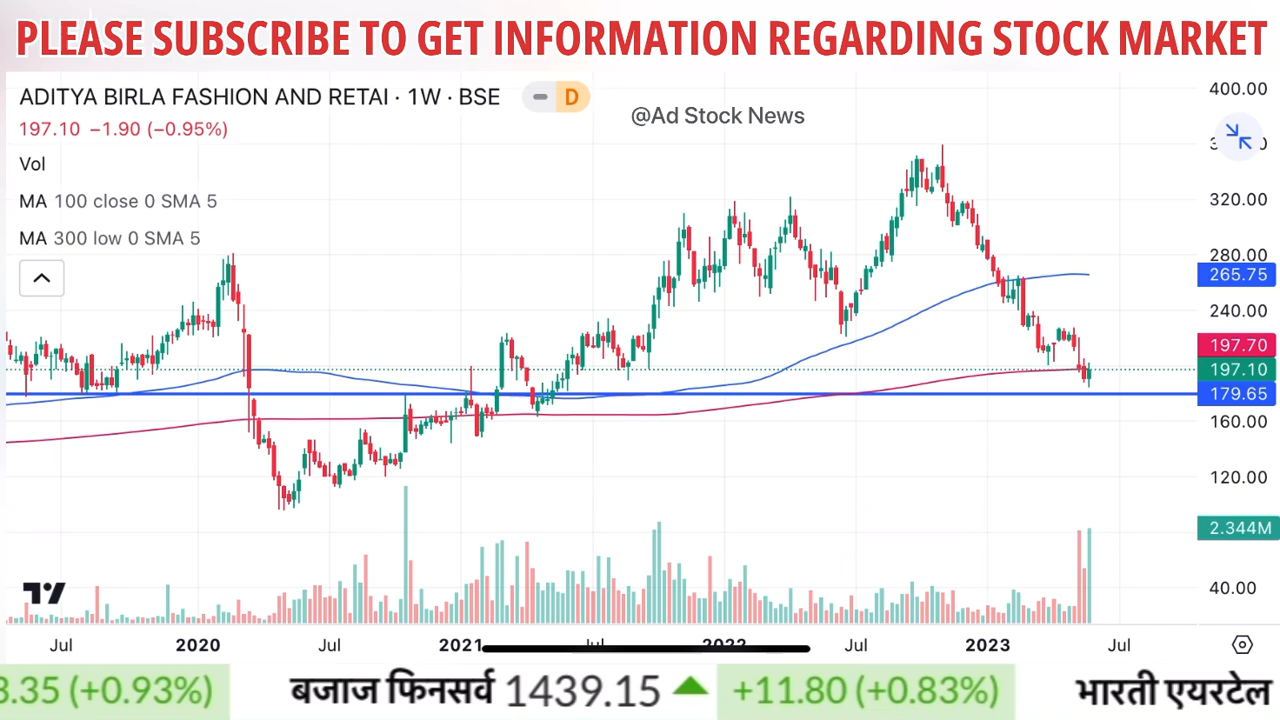 PLEASE SUBSCRIBE TO GET INFORMATION REGARDING STOCK MARKET
ADITYA BIRLA FASHION AND RETAI · 1W · BSE
D
@Ad Stock News
197.10 −1.90 (−0.95%)
Vol
MA 100 close 0 SMA 5
MA 300 low 0 SMA 5
400.00
320.00
280.00
265.75
240.00
197.70
197.10
179.65
160.00
120.00
2.344M
40.00
Jul 2020 Jul 2021 Jul 2022 Jul 2023 Jul
3.35 (+0.93%) बजाज फिनसर्व 1439.15 +11.80 (+0.83%) भारती एयरटेल